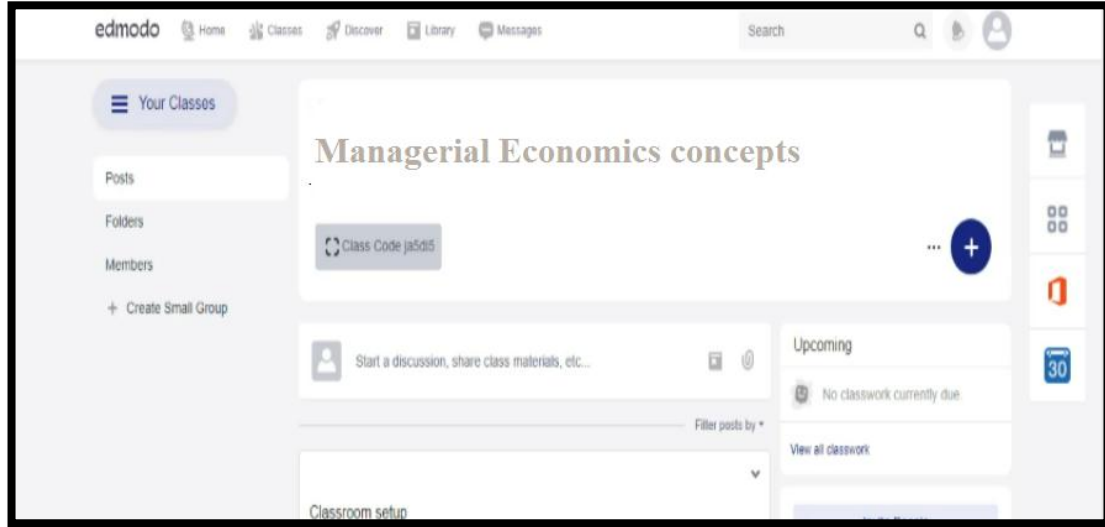 edmodo Home Classes Discover Library Messages Search
Your Classes
Managerial Economics concepts
Posts
Folders
Class Code ja5di5
Members
+ Create Small Group
Start a discussion, share class materials, etc...
Upcoming
30
No classwork currently due.
Filter posts by
View all classwork
Classroom setup